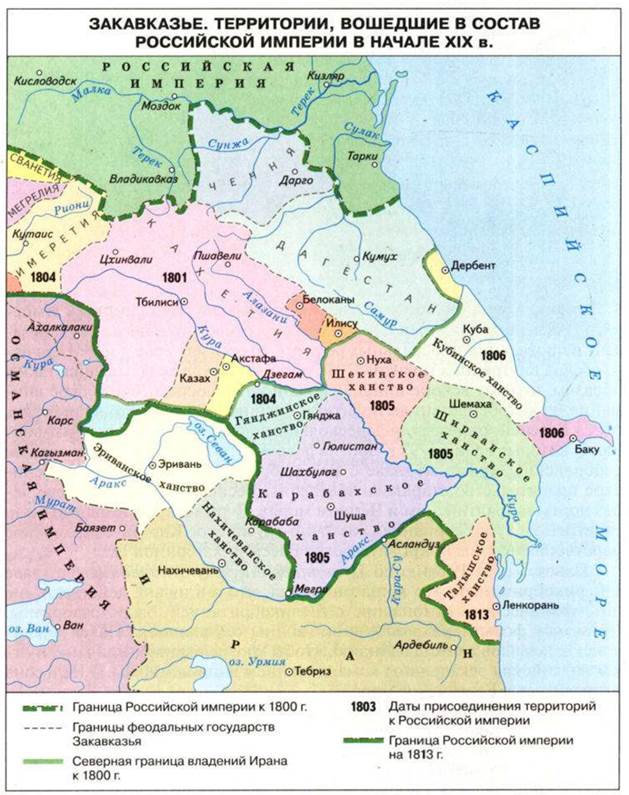 ЗАКАВКАЗЬЕ. ТЕРРИТОРИИ, ВОШЕДШИЕ В СОСТАВ
РОССИЙСКОЙ ИМПЕРИИ В НАЧАЛЕ XIX в.
РОССИЙСКАЯ
ИМПЕРИЯ
Кисловодск
Малка
Моздок
Кизляр
Терек
Сулак
Тарки
Сунжа
ЧЕЧНЯ
Дарго
Терек
Владикавказ
СВАНЕТИЯ
МЕГРЕЛИЯ
Риони
Кутаис
ИМЕРЕТИЯ
1804
КАСПИЙСКОЕ
МОРЕ
ДАГЕСТАН
Кумух
Дербент
Самур
КАХЕТИЯ
Цхинвали
1801
Пшавели
Тбилиси
Алазани
Кура
Белоканы
Илису
Куба
1806
Кубинское ханство
Ахалкалаки
Кура
ОСМАНСКАЯ
ИМПЕРИЯ
Карс
Кагызман
Казах
Акстафа
Дзегам
1804
Гянджинское
ханство
Гянджа
Нуха
Шекинское
ханство
1805
Шемаха
Ширванское
ханство
1805
1806
Баку
оз. Севан
Эривань
Эриванское ханство
Аракс
Гюлистан
Шахбулаг
Карабахское
ханство
Шуша
1805
Кура
Мурат
Баязет
Нахичеванское
ханство
Карабаба
Нахичевань
Мегри
Аракс
Аслан­дуз
Кара-Су
Талышское
ханство
1813
Ленкорань
оз. Ван
Ван
ИРАН
оз. Урмия
Тебриз
Ардебиль
Граница Российской империи к 1800 г.
Границы феодальных государств
Закавказья
Северная граница владений Ирана
к 1800 г.
1803 Даты присоединения территорий
к Российской империи
Граница Российской империи
на 1813 г.